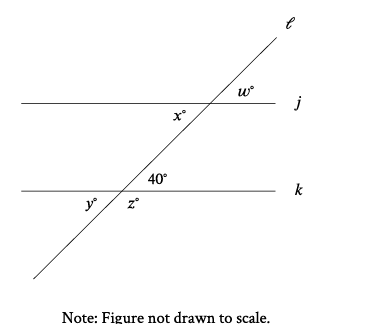 ℓ
w°
j
x°
40°
k
y° z°
Note: Figure not drawn to scale.